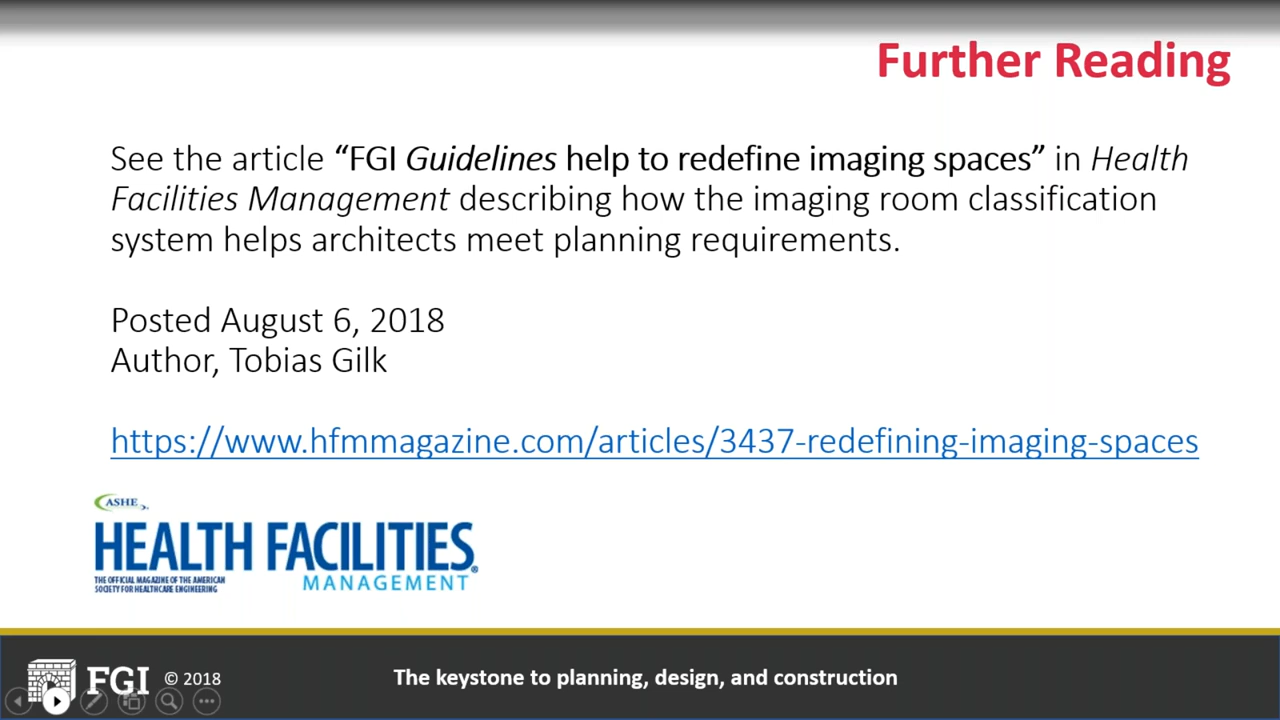 Further Reading
See the article “FGI Guidelines help to redefine imaging spaces” in Health
Facilities Management describing how the imaging room classification
system helps architects meet planning requirements.
Posted August 6, 2018
Author, Tobias Gilk
https://www.hfmmagazine.com/articles/3437-redefining-imaging-spaces
ASHE
HEALTH FACILITIES®
MANAGEMENT
THE OFFICIAL MAGAZINE OF THE AMERICAN
SOCIETY FOR HEALTHCARE ENGINEERING
FGI © 2018
The keystone to planning, design, and construction